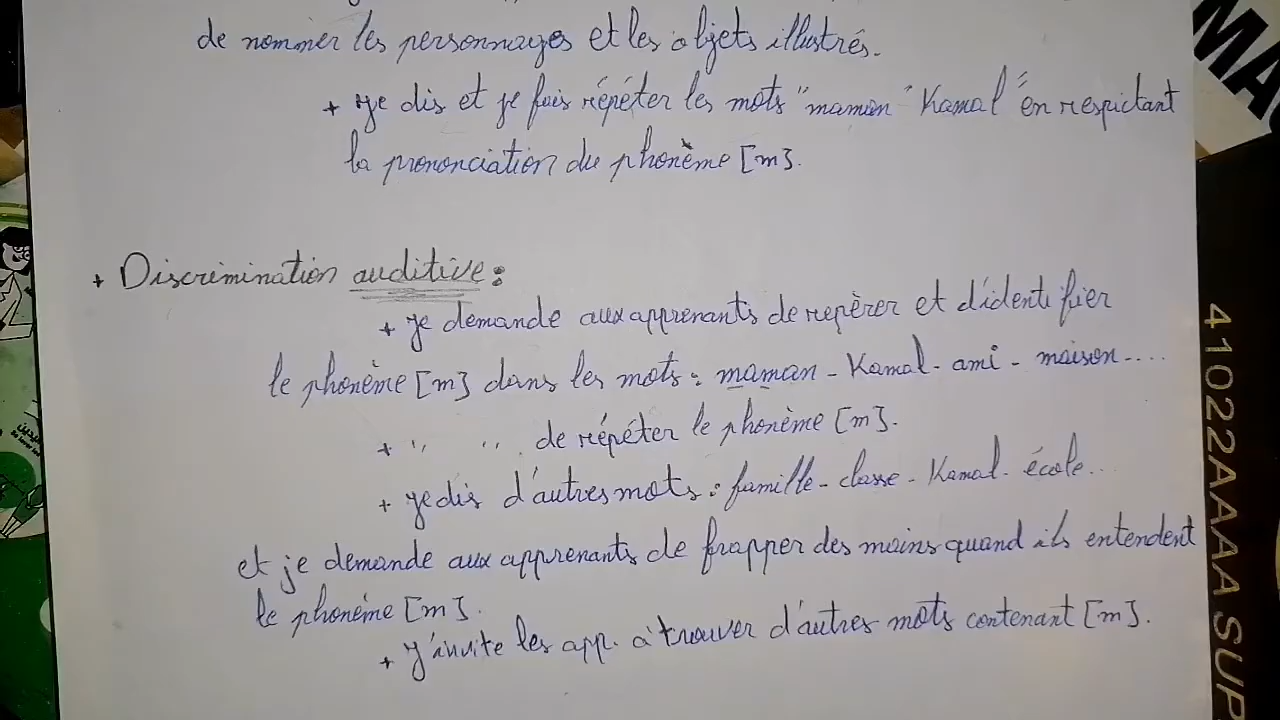 de nommer les personnages et les objets illustrés.
+ je dis et je fais répéter les mots "maman" Kamal" en respectant
la prononciation du phonème [m].
+ Discrimination auditive :
+ je demande aux apprenants de repèrer et d'identifier
le phonème [m] dans les mots : maman - Kamal - ami - maison....
+ " " de répéter le phonème [m].
+ je dis d'autres mots : famille - classe - Kamal - école...
et je demande aux apprenants de frapper des mains quand ils entendent
le phonème [m].
+ j'invite les app. à trouver d'autres mots contenant [m].
MA
41022AAAA SUP